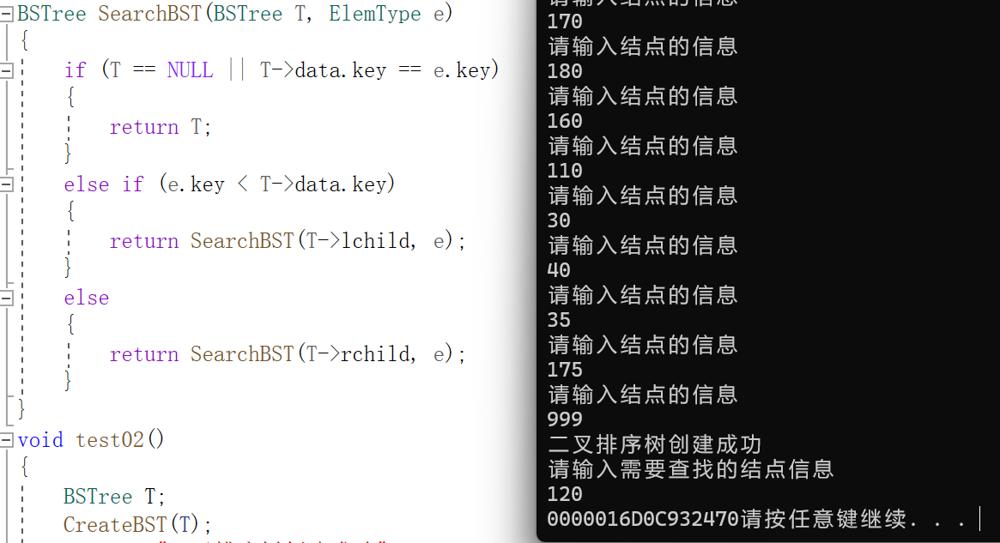 BSTree SearchBST(BSTree T, ElemType e)
{
if (T == NULL || T->data.key == e.key)
{
return T;
}
else if (e.key < T->data.key)
{
return SearchBST(T->lchild, e);
}
else
{
return SearchBST(T->rchild, e);
}
}
void test02()
{
BSTree T;
CreateBST(T);
170
请输入结点的信息
180
请输入结点的信息
160
请输入结点的信息
110
请输入结点的信息
30
请输入结点的信息
40
请输入结点的信息
35
请输入结点的信息
175
请输入结点的信息
999
二叉排序树创建成功
请输入需要查找的结点信息
120
0000016D0C932470请按任意键继续. . .